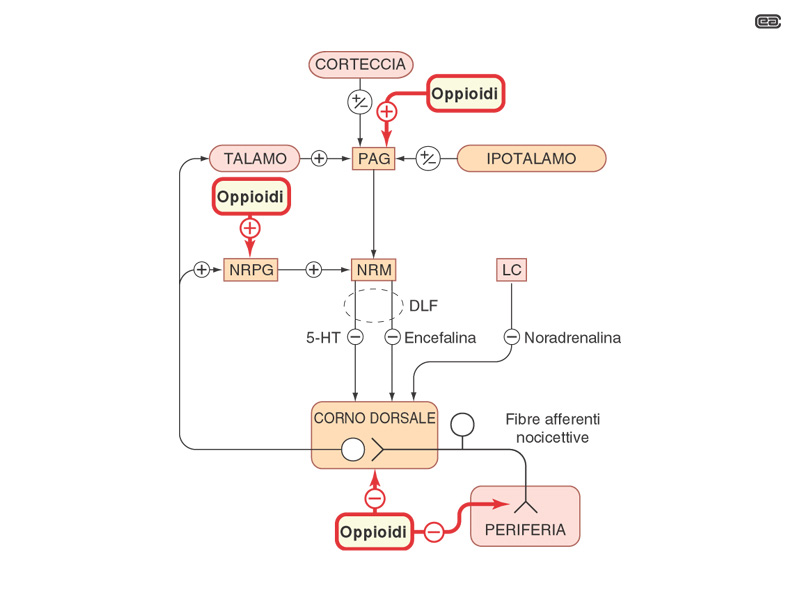 cea
CORTECCIA
+/-
Oppioidi
+
TALAMO
+
PAG
+/-
IPOTALAMO
Oppioidi
+
+
NRPG
+
NRM
LC
DLF
5-HT
−
−
Encefalina
−
Noradrenalina
CORNO DORSALE
Fibre afferenti
nocicettive
−
Oppioidi
−
PERIFERIA